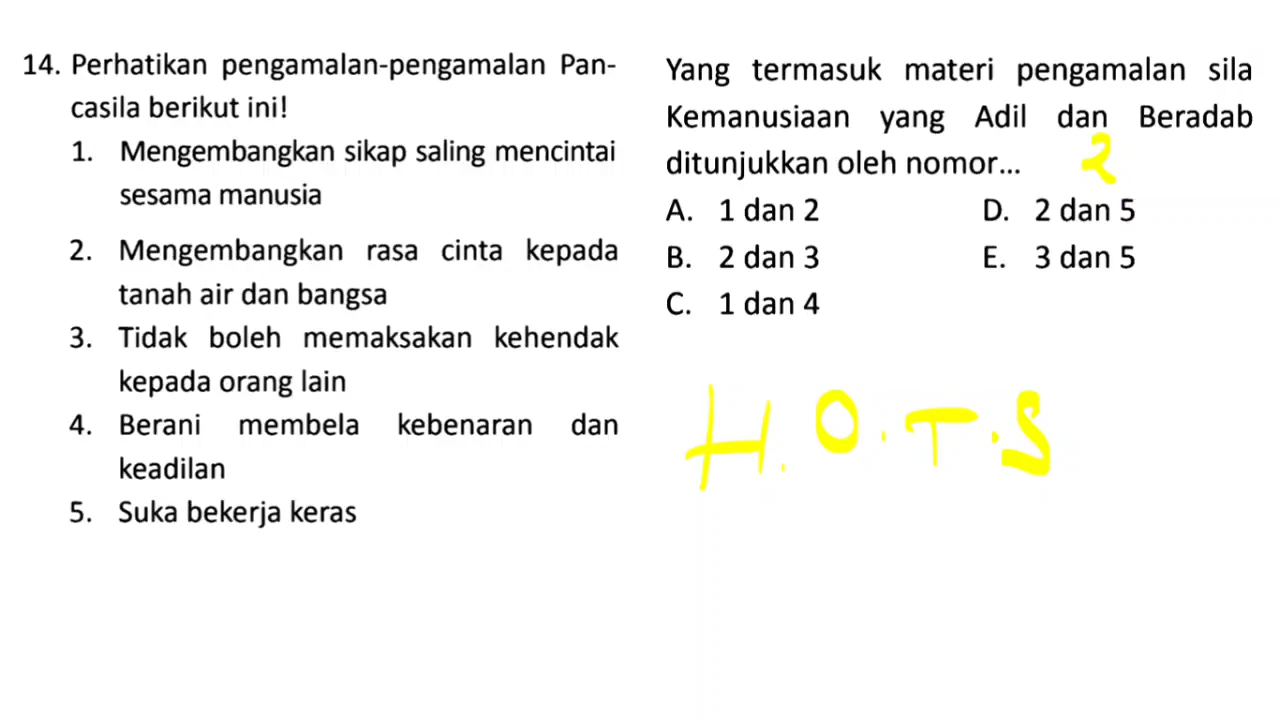 14. Perhatikan pengamalan-pengamalan Pan-
casila berikut ini!
1. Mengembangkan sikap saling mencintai
sesama manusia
2. Mengembangkan rasa cinta kepada
tanah air dan bangsa
3. Tidak boleh memaksakan kehendak
kepada orang lain
4. Berani membela kebenaran dan
keadilan
5. Suka bekerja keras
Yang termasuk materi pengamalan sila
Kemanusiaan yang Adil dan Beradab
ditunjukkan oleh nomor... 2
A. 1 dan 2 D. 2 dan 5
B. 2 dan 3 E. 3 dan 5
C. 1 dan 4
H.O.T.S